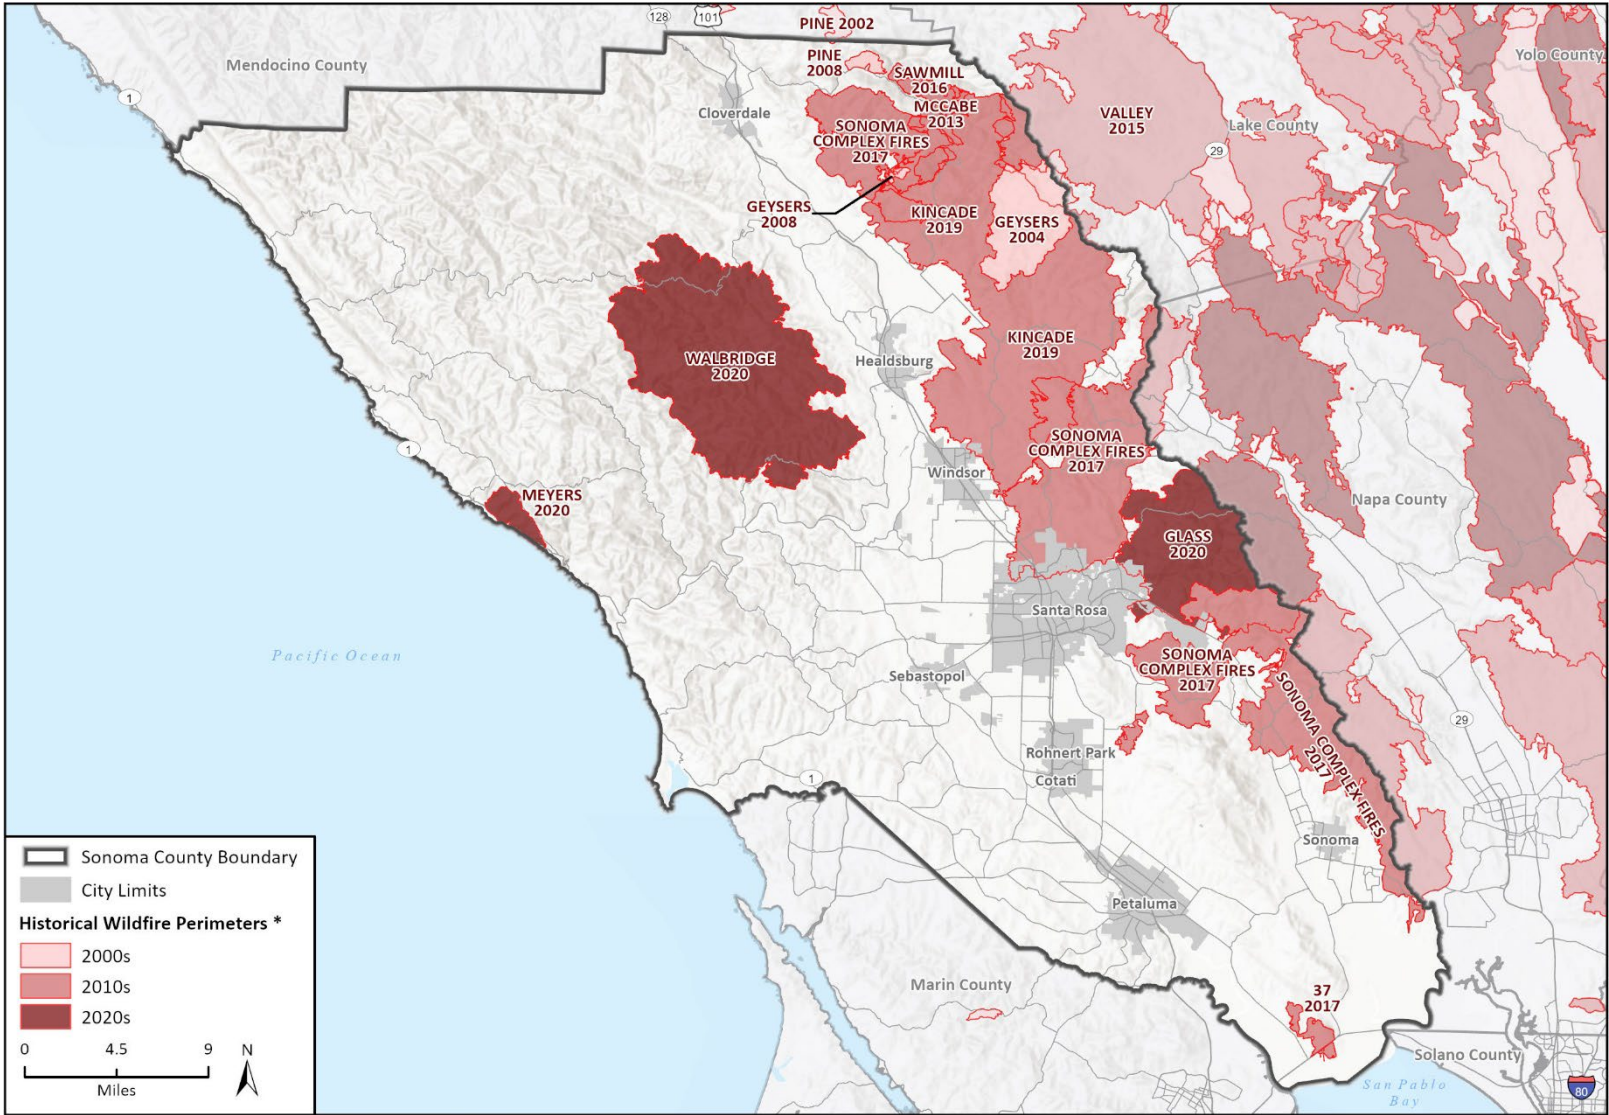 128
101
PINE 2002
Mendocino County
PINE
2008
SAWMILL
2016
Yolo County
1
Cloverdale
MCCABE
2013
VALLEY
2015
Lake County
SONOMA
COMPLEX FIRES
2017
29
GEYSERS
2008
KINCADE
2019
GEYSERS
2004
WALBRIDGE
2020
Healdsburg
KINCADE
2019
1
SONOMA
COMPLEX FIRES
2017
Windsor
MEYERS
2020
Napa County
GLASS
2020
Santa Rosa
Pacific Ocean
Sebastopol
SONOMA
COMPLEX FIRES
2017
SONOMA COMPLEX FIRES
2017
29
Rohnert Park
Cotati
1
Sonoma
Petaluma
Marin County
37
2017
Solano County
San Pablo
Bay
80
Sonoma County Boundary
City Limits
Historical Wildfire Perimeters *
2000s
2010s
2020s
0 4.5 9
Miles
N